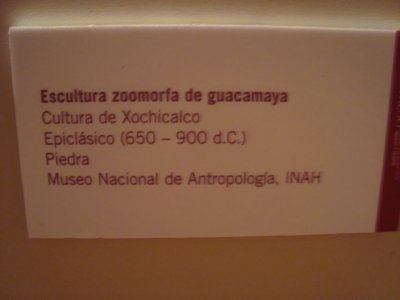 Escultura zoomorfa de guacamaya
Cultura de Xochicalco
Epiclásico (650 – 900 d.C.)
Piedra
Museo Nacional de Antropología, INAH